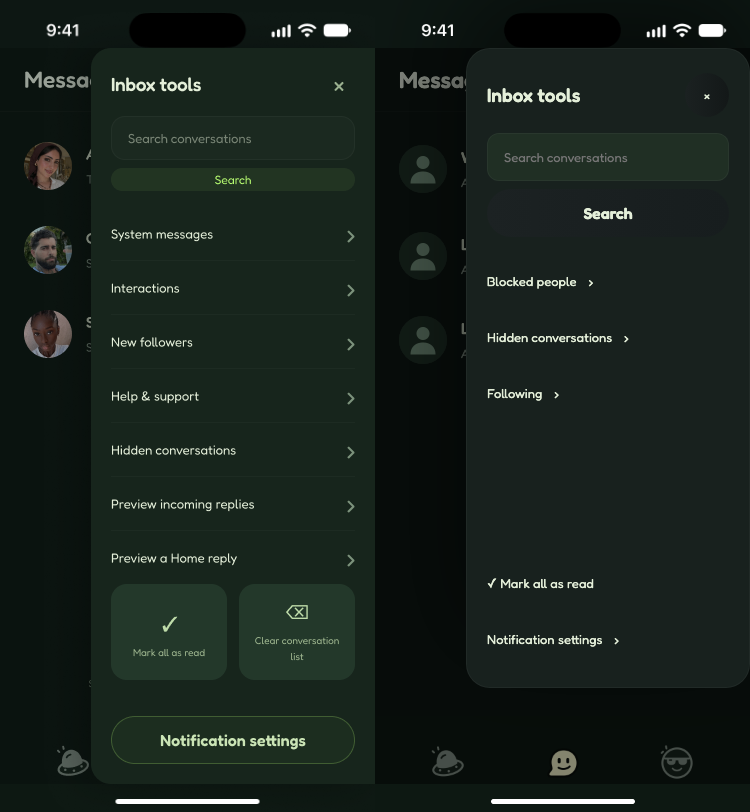 9:41
Messa
Inbox tools
×
Search conversations
Search
System messages
Interactions
New followers
Help & support
Hidden conversations
Preview incoming replies
Preview a Home reply
✓
Mark all as read
Clear conversation
list
Notification settings
9:41
Messa
Inbox tools
×
Search conversations
Search
Blocked people
Hidden conversations
Following
✓ Mark all as read
Notification settings